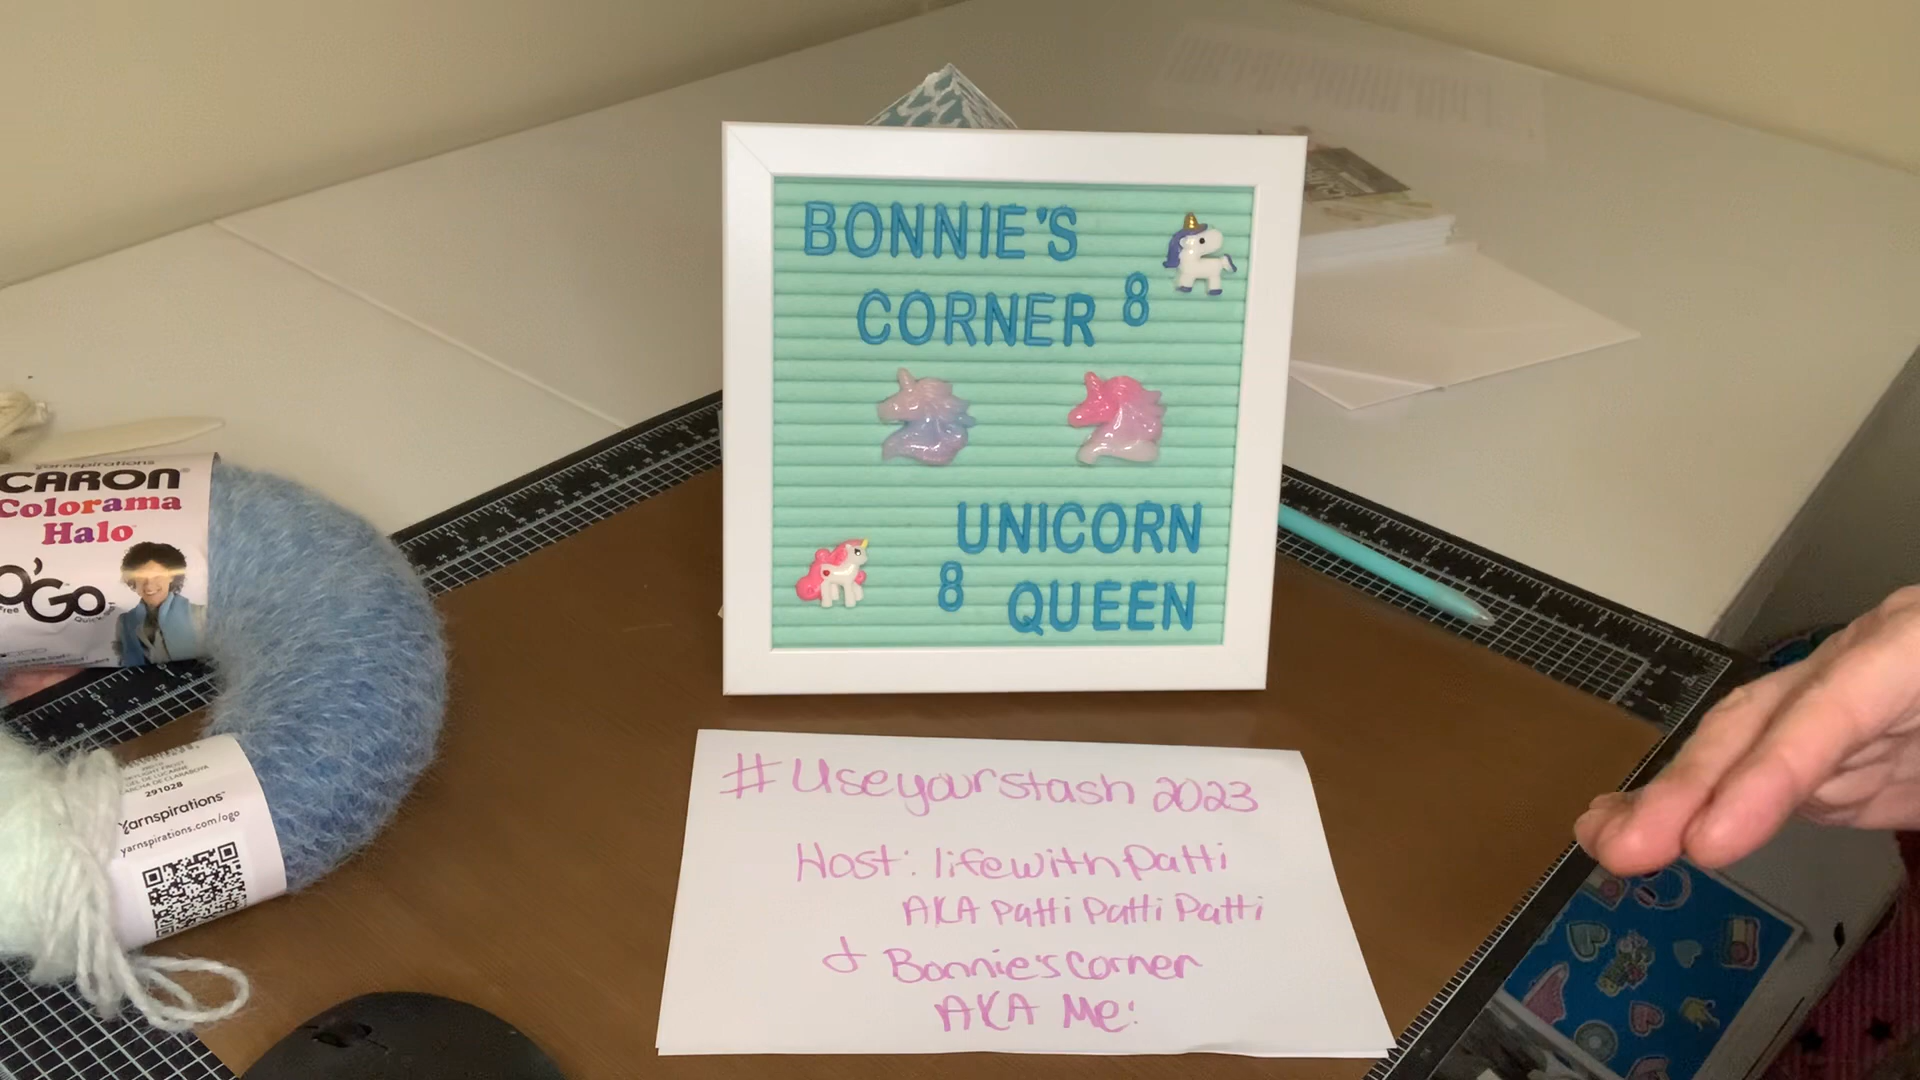 BONNIE'S
CORNER 8
UNICORN
8 QUEEN
#Useyourstash 2023
Host: lifewithpatti
AKA Patti Patti Patti
& Bonnie's Corner
AKA Me!
yarnspirations
CARON
Colorama
Halo
O'Go
291028
yarnspirations
yarnspirations.com/ogo